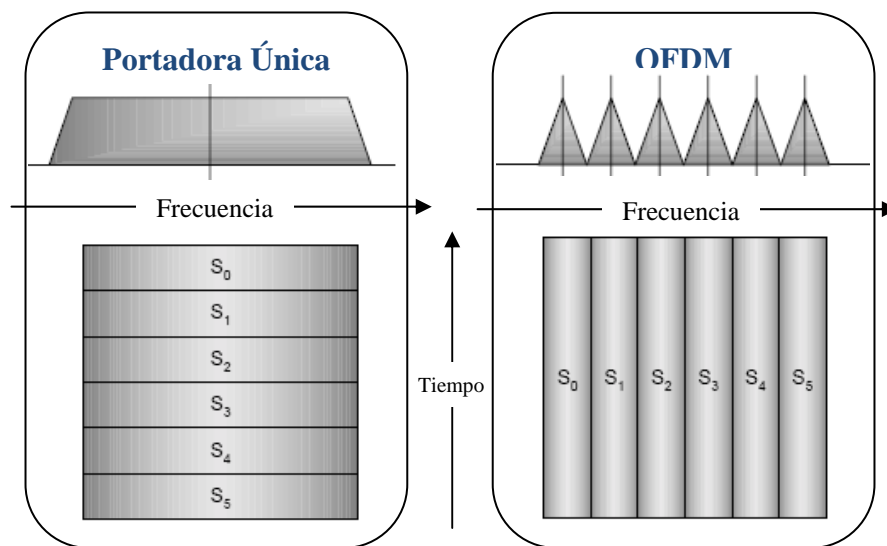 Portadora Única
Frecuencia
S₀
S₁
S₂
S₃
S₄
S₅
Tiempo
OFDM
Frecuencia
S₀
S₁
S₂
S₃
S₄
S₅